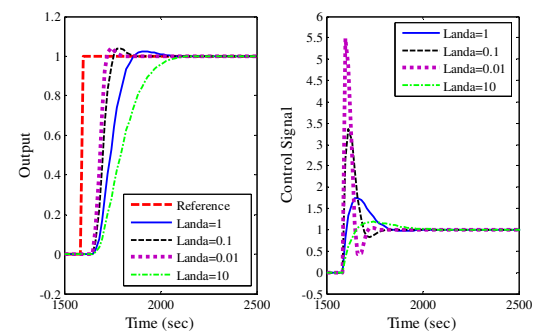 1.2
1
0.8
0.6
0.4
0.2
0
-0.2
1500
2000
2500
Output
Time (sec)
Reference
Landa=1
Landa=0.1
Landa=0.01
Landa=10
6
5.5
5
4.5
4
3.5
3
2.5
2
1.5
1
0.5
0
-0.5
1500
2000
2500
Control Signal
Time (sec)
Landa=1
Landa=0.1
Landa=0.01
Landa=10